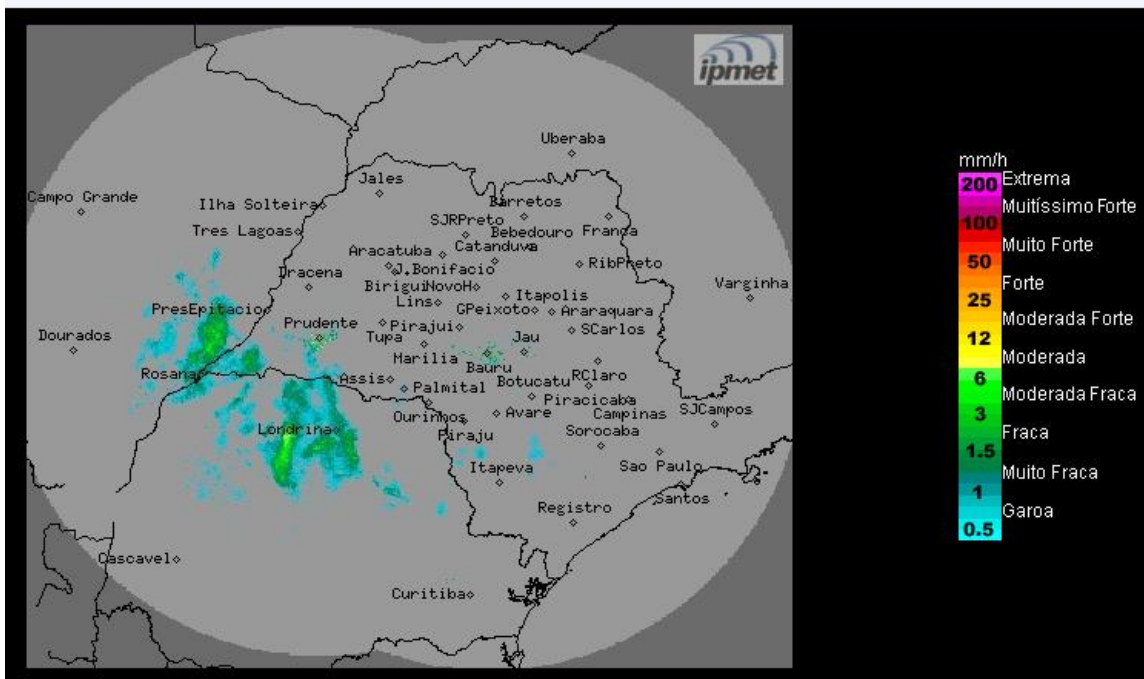 ipmet
Uberaba
Jales
Campo Grande
Ilha Solteira
Barretos
SJRPreto
Tres Lagoas
Bebedouro
Franca
Catanduva
Aracatuba
J.Bonifacio
RibPreto
Dracena
BiriguiNovoH
Varginha
Itapolis
Lins
PresEpitacio
GPeixoto
Araraquara
Prudente
Pirajui
SCarlos
Dourados
Tupa
Jau
Marilia
Bauru
Rosana
Assis
RClaro
Palmital
Botucatu
Piracicaba
Ourinhos
Avare
Campinas
SJCampos
Londrina
Piraju
Sorocaba
Itapeva
Sao Paulo
Santos
Registro
Cascavel
Curitiba
mm/h
200 Extrema
Muitíssimo Forte
100
Muito Forte
50
Forte
25
Moderada Forte
12
Moderada
6
Moderada Fraca
3
Fraca
1.5
Muito Fraca
1
Garoa
0.5